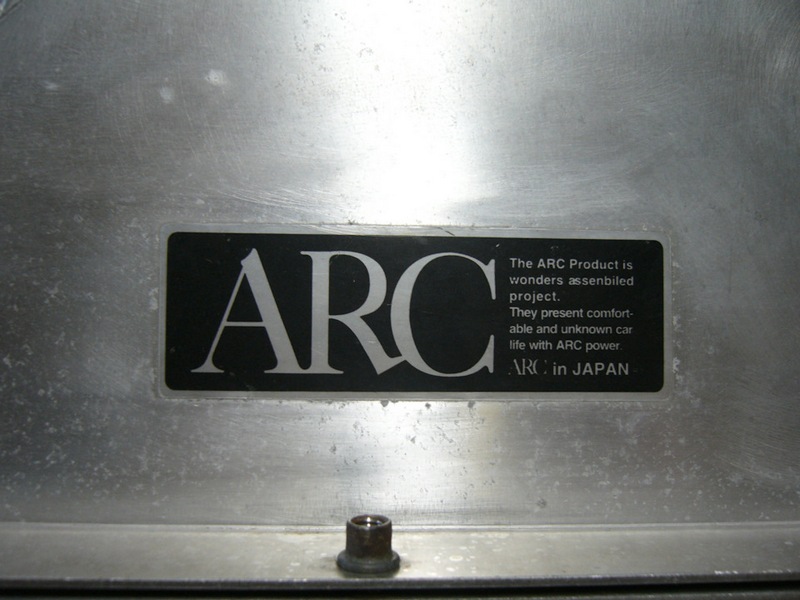 ARC
The ARC Product is
wonders assenbiled
project.
They present comfort-
able and unknown car
life with ARC power.
ARC in JAPAN